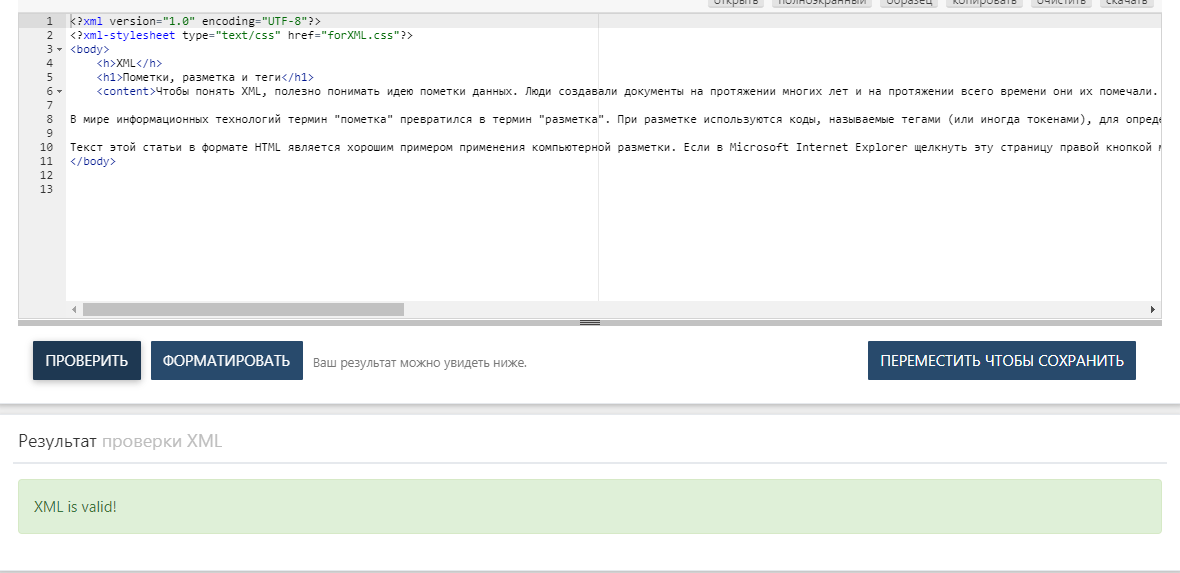 открыть полноэкранный образец копировать очистить скачать
1 <?xml version="1.0" encoding="UTF-8"?>
2 <?xml-stylesheet type="text/css" href="forXML.css"?>
3 <body>
4 <h>XML</h>
5 <h1>Пометки, разметка и теги</h1>
6 <content>Чтобы понять XML, полезно понимать идею пометки данных. Люди создавали документы на протяжении многих лет и на протяжении всего времени они их помечали.
7
8 В мире информационных технологий термин "пометка" превратился в термин "разметка". При разметке используются коды, называемые тегами (или иногда токенами), для опреде
9
10 Текст этой статьи в формате HTML является хорошим примером применения компьютерной разметки. Если в Microsoft Internet Explorer щелкнуть эту страницу правой кнопкой
11 </body>
12
13
ПРОВЕРИТЬ ФОРМАТИРОВАТЬ Ваш результат можно увидеть ниже. ПЕРЕМЕСТИТЬ ЧТОБЫ СОХРАНИТЬ
Результат проверки XML
XML is valid!